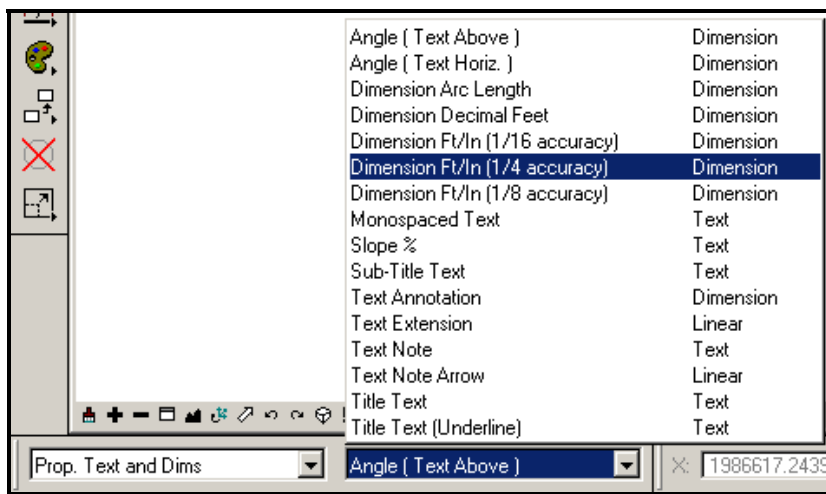 Angle ( Text Above ) Dimension
Angle ( Text Horiz. ) Dimension
Dimension Arc Length Dimension
Dimension Decimal Feet Dimension
Dimension Ft/In (1/16 accuracy) Dimension
Dimension Ft/In (1/4 accuracy) Dimension
Dimension Ft/In (1/8 accuracy) Dimension
Monospaced Text Text
Slope % Text
Sub-Title Text Text
Text Annotation Dimension
Text Extension Linear
Text Note Text
Text Note Arrow Linear
Title Text Text
Title Text (Underline) Text
Prop. Text and Dims Angle ( Text Above ) X: 1986617.2439